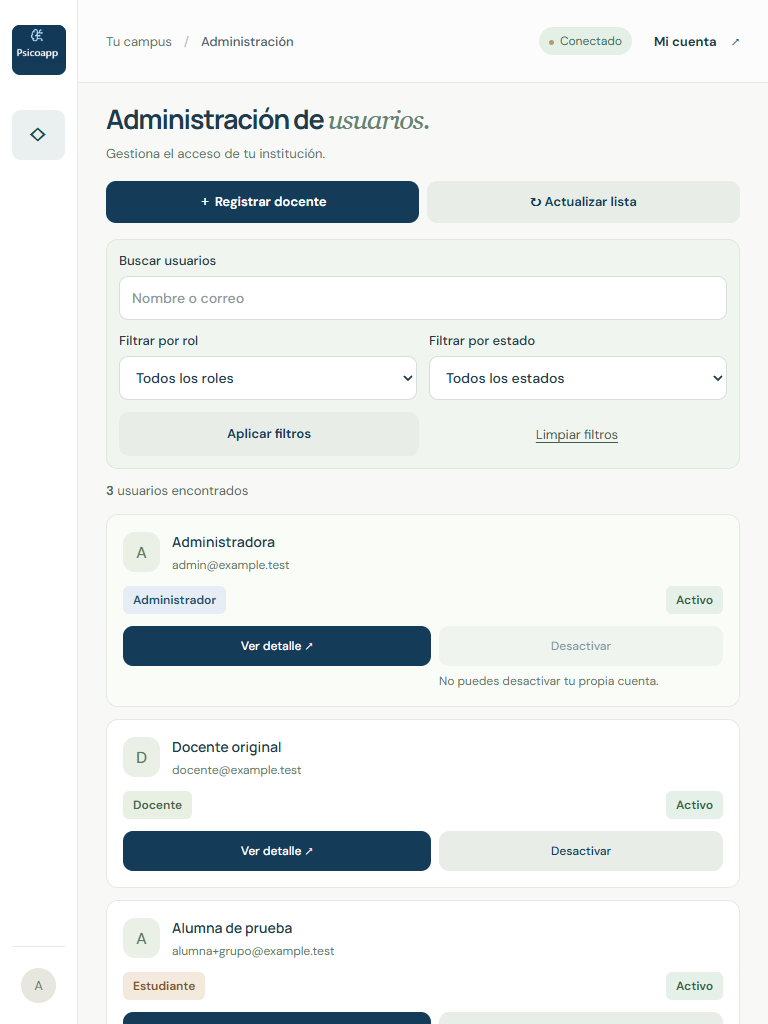 Psicoapp
Tu campus / Administración
Conectado
Mi cuenta ↗
Administración de usuarios.
Gestiona el acceso de tu institución.
+ Registrar docente
↻ Actualizar lista
Buscar usuarios
Nombre o correo
Filtrar por rol
Filtrar por estado
Todos los roles
Todos los estados
Aplicar filtros
Limpiar filtros
3 usuarios encontrados
A
Administradora
admin@example.test
Administrador
Activo
Ver detalle ↗
Desactivar
No puedes desactivar tu propia cuenta.
D
Docente original
docente@example.test
Docente
Activo
Ver detalle ↗
Desactivar
A
Alumna de prueba
alumna+grupo@example.test
Estudiante
Activo
A